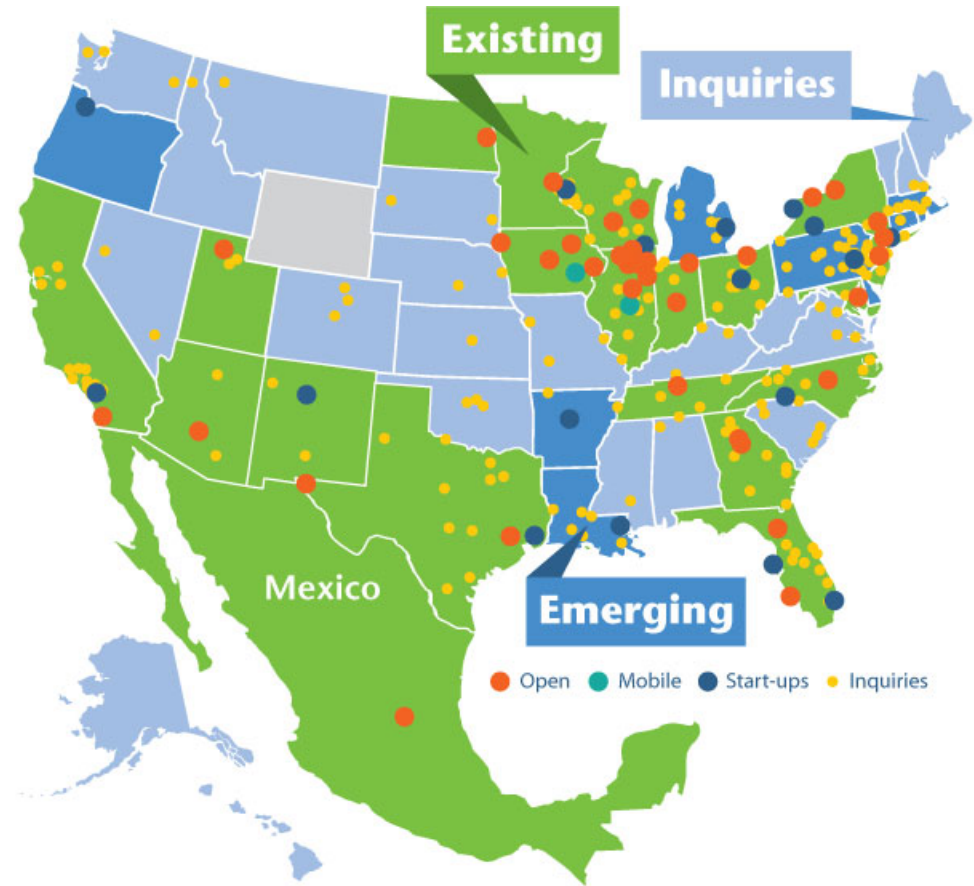 Existing
Inquiries
Mexico
Emerging
Open Mobile Start-ups Inquiries